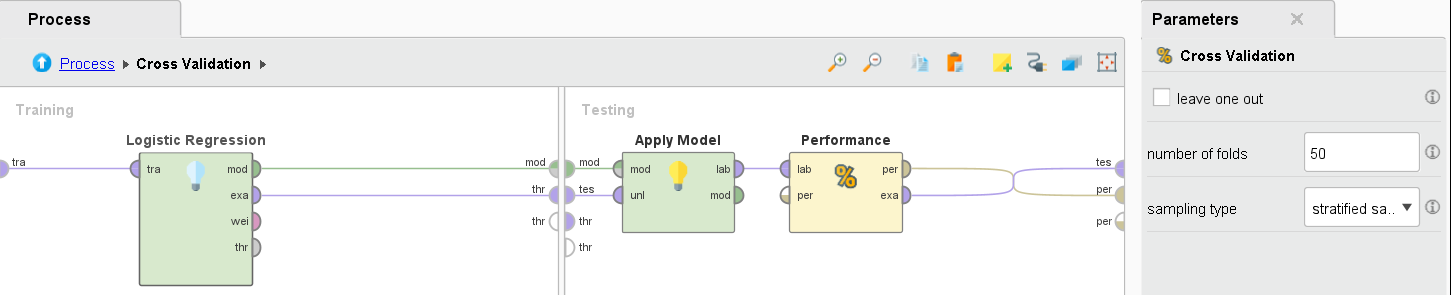 Process
Parameters
Process
Cross Validation
Cross Validation
Training
Testing
leave one out
Logistic Regression
Apply Model
Performance
number of folds
50
tra
tra
mod
mod
mod
mod
lab
lab
per
tes
exa
thr
tes
unl
mod
per
exa
per
wei
thr
thr
per
thr
thr
sampling type
stratified sa..